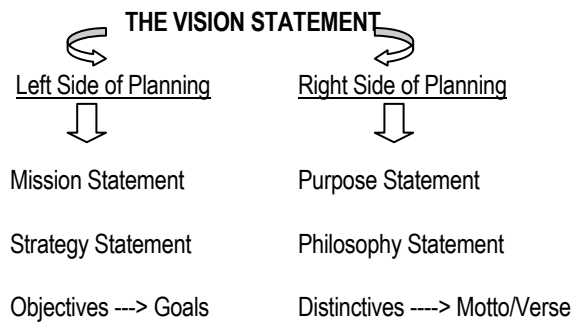 THE VISION STATEMENT
Left Side of Planning Right Side of Planning
Mission Statement Purpose Statement
Strategy Statement Philosophy Statement
Objectives ---> Goals Distinctives ----> Motto/Verse